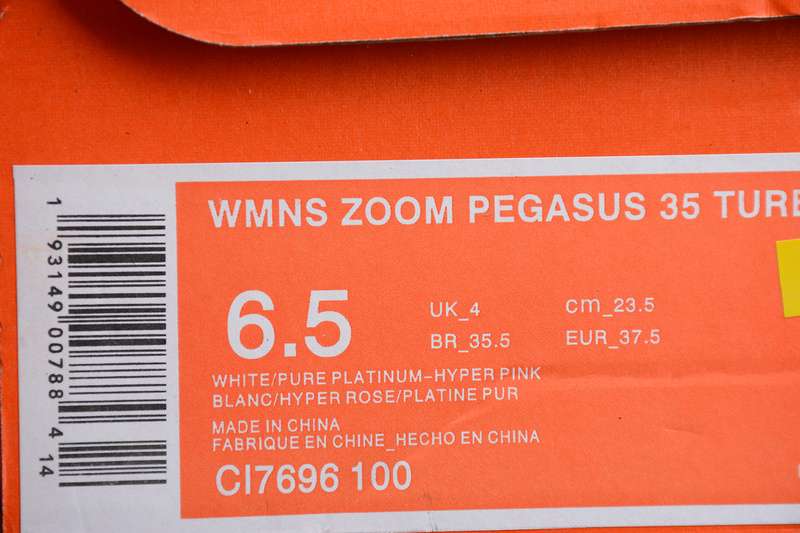 WMNS ZOOM PEGASUS 35 TURB
6.5
UK_4
cm_23.5
BR_35.5
EUR_37.5
WHITE/PURE PLATINUM-HYPER PINK
BLANC/HYPER ROSE/PLATINE PUR
MADE IN CHINA
FABRIQUE EN CHINE_HECHO EN CHINA
CI7696 100
1 93149 00788 4 14